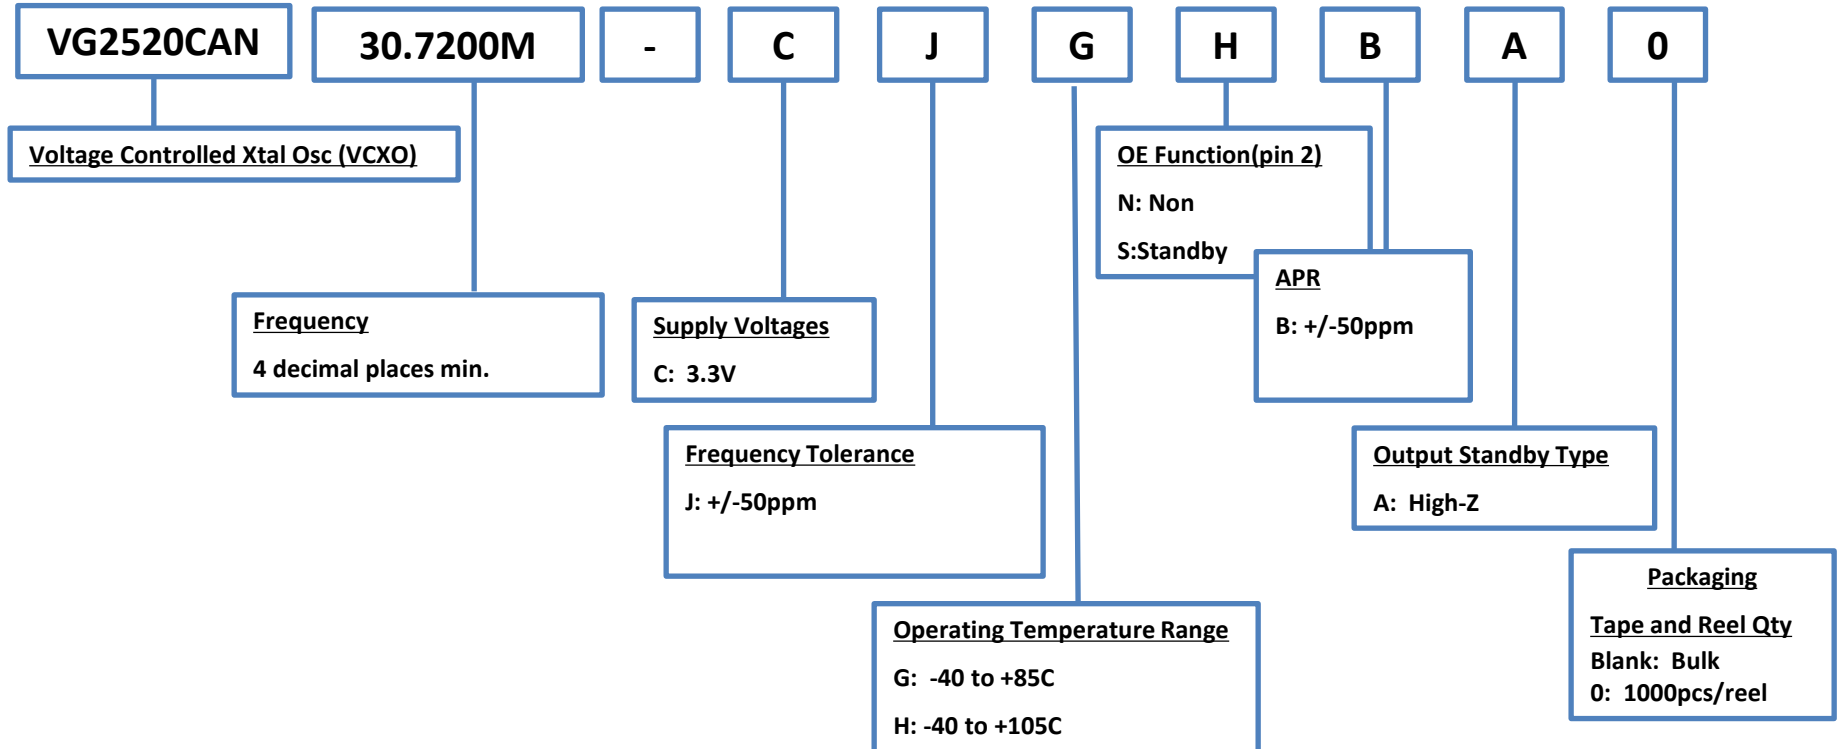 VG2520CAN 30.7200M - C J G H B A 0
Voltage Controlled Xtal Osc (VCXO)
OE Function(pin 2)
N: Non
S:Standby
APR
B: +/-50ppm
Frequency
4 decimal places min.
Supply Voltages
C:  3.3V
Frequency Tolerance
J: +/-50ppm
Output Standby Type
A:  High-Z
Operating Temperature Range
G:  -40 to +85C
H: -40 to +105C
Packaging
Tape and Reel Qty
Blank:  Bulk
0:  1000pcs/reel